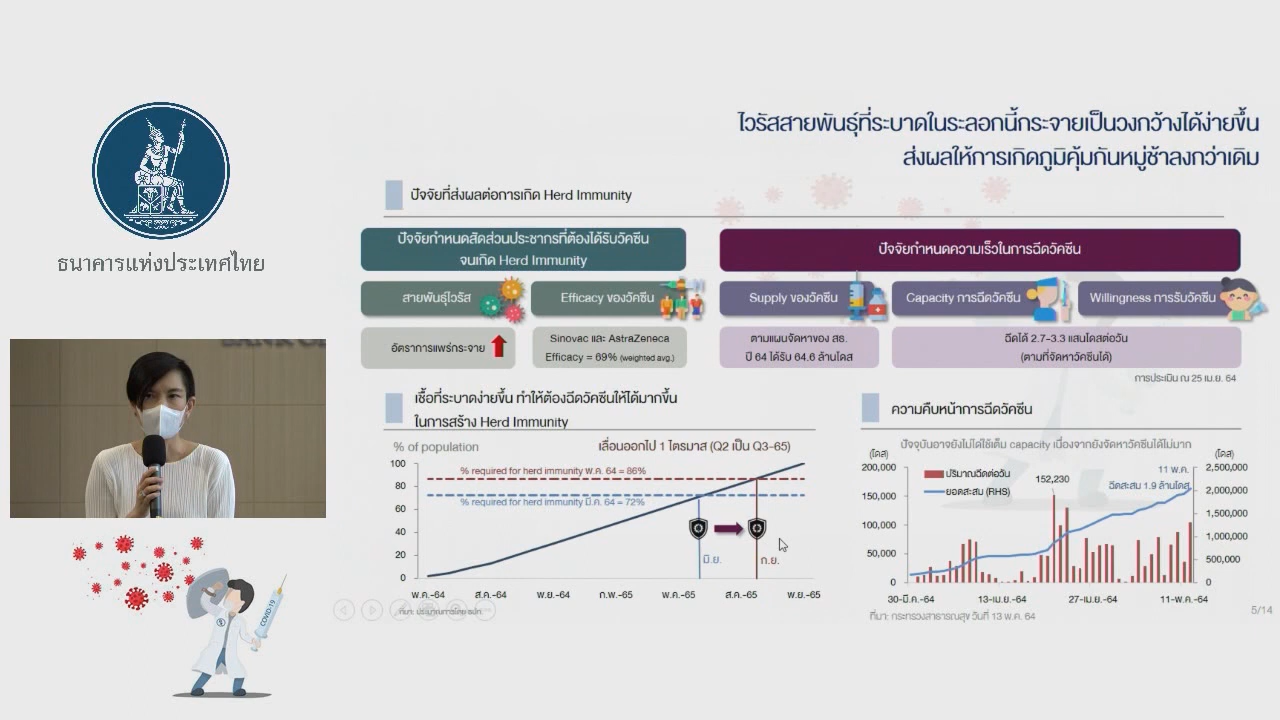 ไวรัสสายพันธุ์ที่ระบาดในระลอกนี้กระจายเป็นวงกว้างได้ง่ายขึ้น
ส่งผลให้การเกิดภูมิคุ้มกันหมู่ช้าลงกว่าเดิม
ธนาคารแห่งประเทศไทย
ปัจจัยที่ส่งผลต่อการเกิด Herd Immunity
ปัจจัยกำหนดสัดส่วนประชากรที่ต้องได้รับวัคซีน
จนเกิด Herd Immunity
ปัจจัยกำหนดความเร็วในการฉีดวัคซีน
สายพันธุ์ไวรัส
Efficacy ของวัคซีน
Supply ของวัคซีน
Capacity การฉีดวัคซีน
Willingness การรับวัคซีน
อัตราการแพร่กระจาย
Sinovac และ AstraZeneca
Efficacy = 69% (weighted avg.)
ตามแผนจัดหาของ สธ.
ปี 64 ได้รับ 64.6 ล้านโดส
ฉีดได้ 2.7-3.3 แสนโดสต่อวัน
(ตามที่จัดหาวัคซีนได้)
การประเมิน ณ 25 เม.ย. 64
เชื้อที่ระบาดง่ายขึ้น ทำให้ต้องฉีดวัคซีนให้ได้มากขึ้น
ในการสร้าง Herd Immunity
% of population
เลื่อนออกไป 1 ไตรมาส (Q2 เป็น Q3-65)
100
80
60
40
20
0
% required for herd immunity พ.ค. 64 = 86%
% required for herd immunity มี.ค. 64 = 72%
มิ.ย.
ก.ย.
พ.ค.-64
ส.ค.-64
พ.ย.-64
ก.พ.-65
พ.ค.-65
ส.ค.-65
พ.ย.-65
ที่มา: ประมาณการโดย ธปท.
ความคืบหน้าการฉีดวัคซีน
ปัจจุบันอาจยังไม่ได้ใช้เต็ม capacity เนื่องจากยังจัดหาวัคซีนได้ไม่มาก
(โดส)
(โดส)
200,000
150,000
100,000
50,000
0
ปริมาณฉีดต่อวัน
ยอดสะสม (RHS)
152,230
11 พ.ค.
ฉีดสะสม 1.9 ล้านโดส
2,500,000
2,000,000
1,500,000
1,000,000
500,000
0
30-มี.ค.-64
13-เม.ย.-64
27-เม.ย.-64
11-พ.ค.-64
ที่มา: กระทรวงสาธารณสุข วันที่ 13 พ.ค. 64
5/14
COVID-19